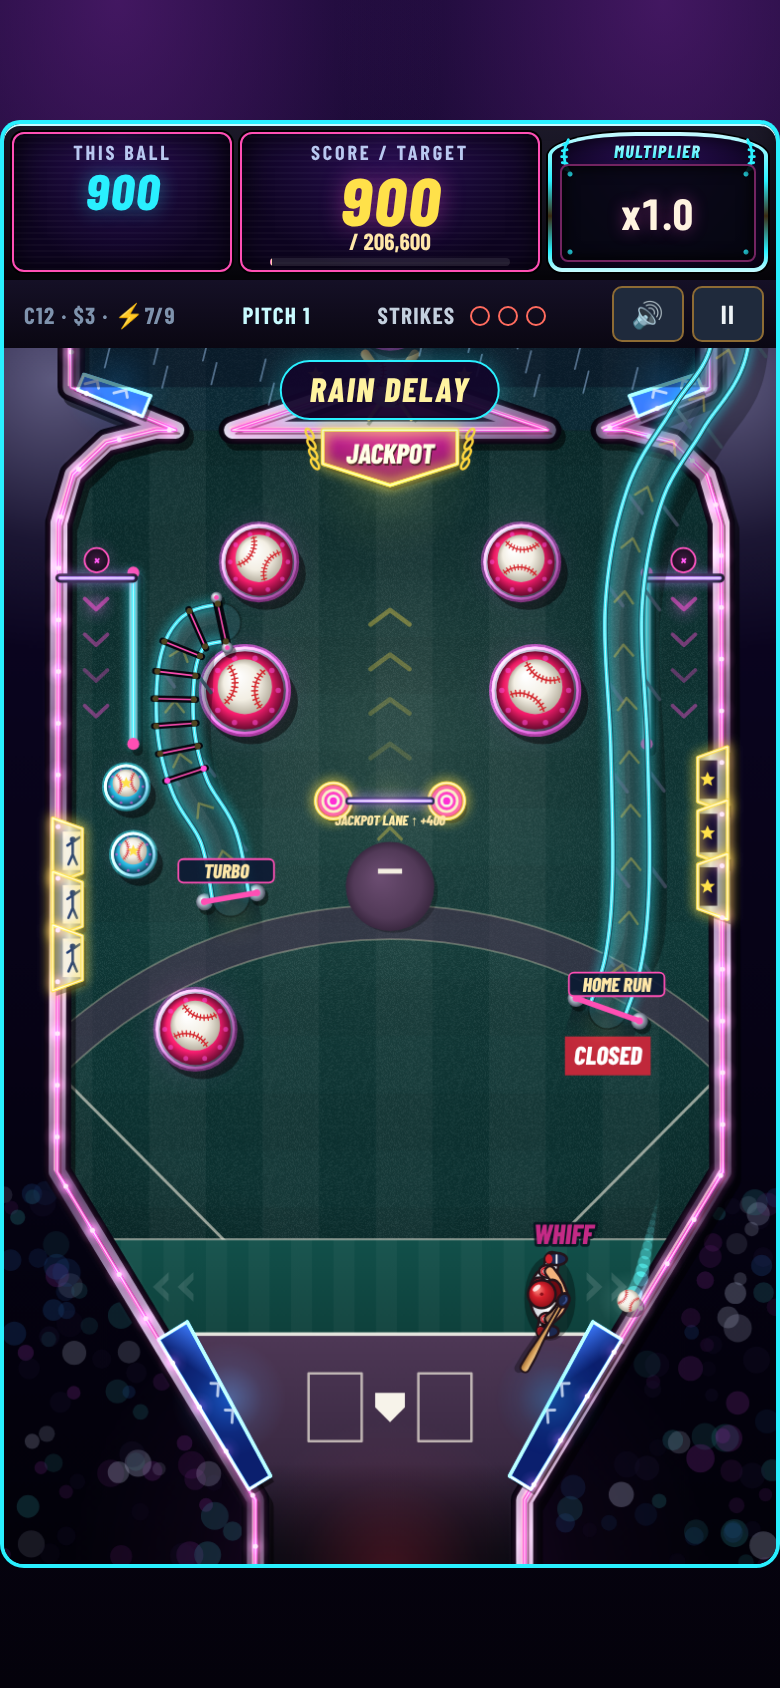 THIS BALL
900
SCORE / TARGET
900
/ 206,600
MULTIPLIER
x1.0
C12 · $3 · ⚡7/9
PITCH 1
STRIKES
RAIN DELAY
JACKPOT
JACKPOT LANE ↑ +400
TURBO
HOME RUN
CLOSED
WHIFF